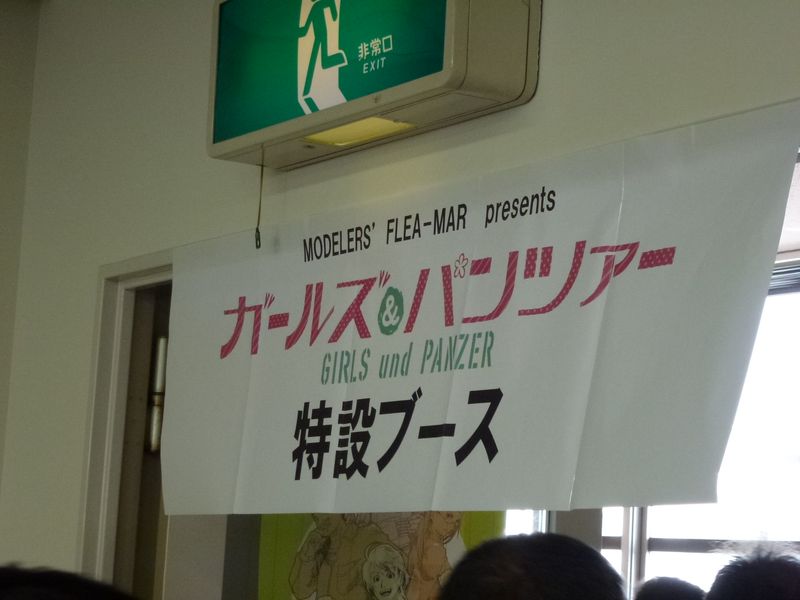 非常口
EXIT
MODELERS' FLEA-MAR presents
ガールズ&パンツァー
GIRLS und PANZER
特設ブース